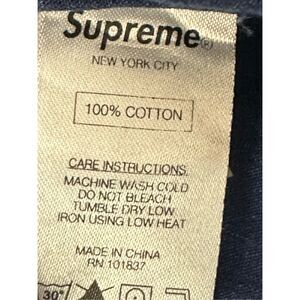 Supreme®
NEW YORK CITY
100% COTTON
CARE INSTRUCTIONS
MACHINE WASH COLD
DO NOT BLEACH
TUMBLE DRY LOW
IRON USING LOW HEAT
MADE IN CHINA
RN 101837
30°